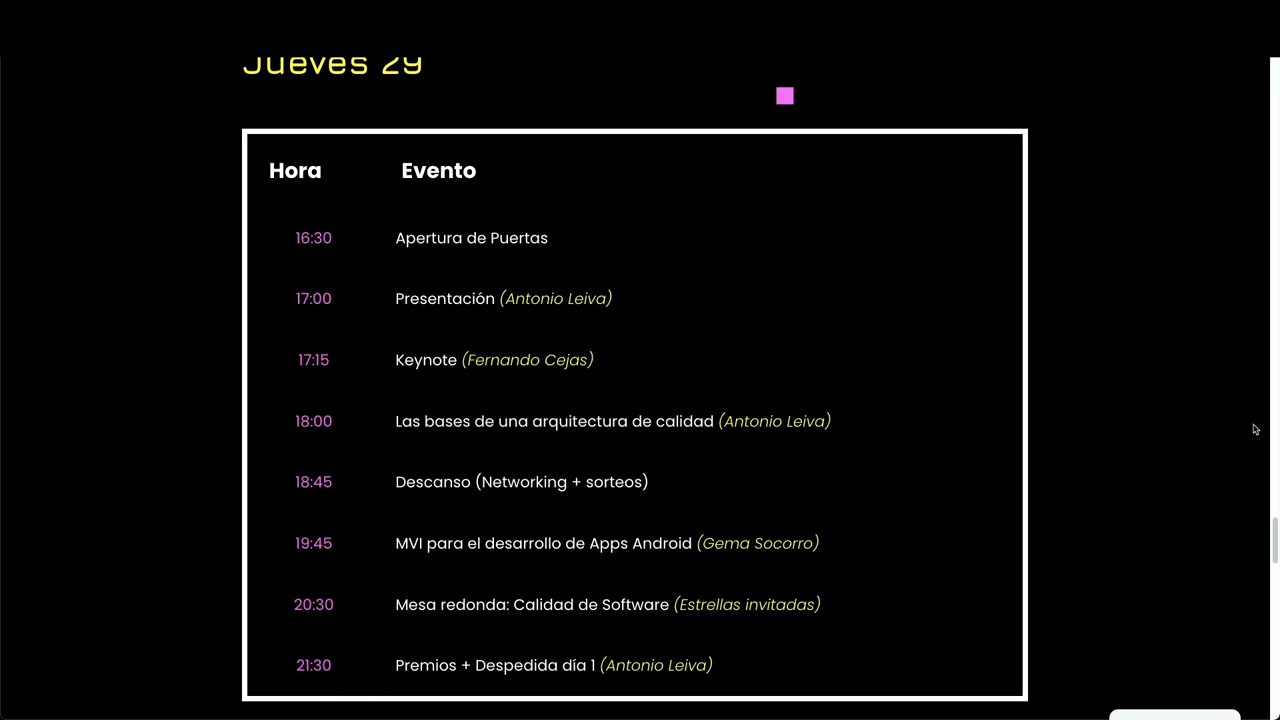 Jueves 29
Hora Evento
16:30 Apertura de Puertas
17:00 Presentación (Antonio Leiva)
17:15 Keynote (Fernando Cejas)
18:00 Las bases de una arquitectura de calidad (Antonio Leiva)
18:45 Descanso (Networking + sorteos)
19:45 MVI para el desarrollo de Apps Android (Gema Socorro)
20:30 Mesa redonda: Calidad de Software (Estrellas invitadas)
21:30 Premios + Despedida día 1 (Antonio Leiva)